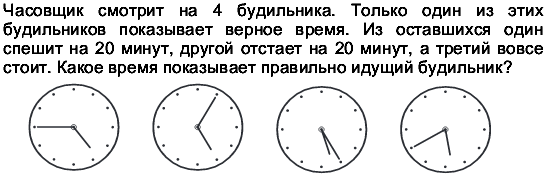 Часовщик смотрит на 4 будильника. Только один из этих
будильников показывает верное время. Из оставшихся один
спешит на 20 минут, другой отстает на 20 минут, а третий вовсе
стоит. Какое время показывает правильно идущий будильник?